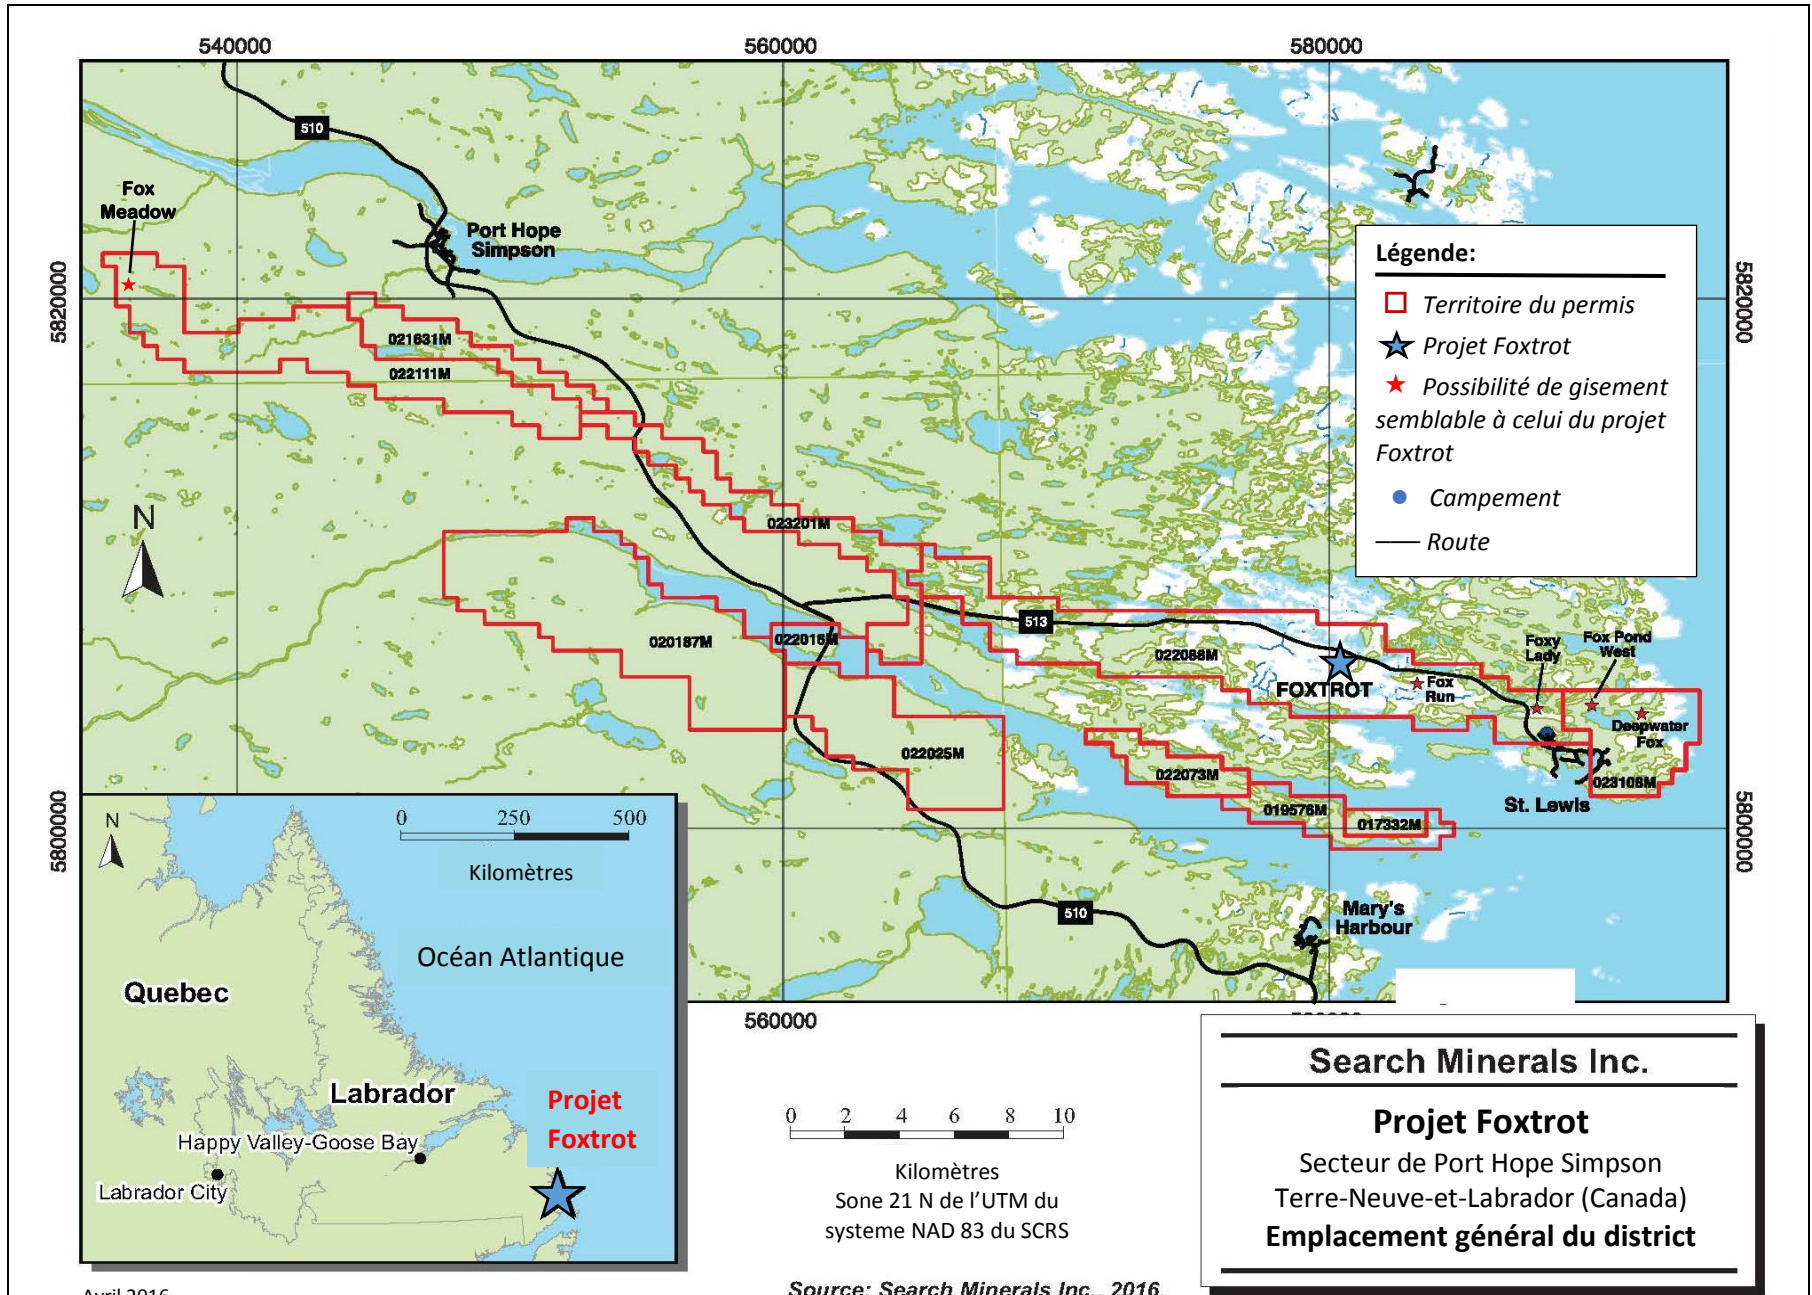 540000
560000
580000
510
Fox
Meadow
Port Hope
Simpson
5820000
5820000
Légende:
Territoire du permis
Projet Foxtrot
Possibilité de gisement
semblable à celui du projet
Foxtrot
Campement
Route
021631M
022111M
N
023201M
513
020187M
022016M
022088M
FOXTROT
Fox
Run
Foxy
Lady
Fox Pond
West
Deepwater
Fox
022025M
022073M
023108M
St. Lewis
019576M
017332M
5800000
5800000
510
Mary's
Harbour
N
0 250 500
Kilomètres
Océan Atlantique
Quebec
Labrador
Projet
Foxtrot
Happy Valley-Goose Bay
Labrador City
560000
0 2 4 6 8 10
Kilomètres
Sone 21 N de l'UTM du
systeme NAD 83 du SCRS
Search Minerals Inc.
Projet Foxtrot
Secteur de Port Hope Simpson
Terre-Neuve-et-Labrador (Canada)
Emplacement général du district
Avril 2016
Source: Search Minerals Inc., 2016.